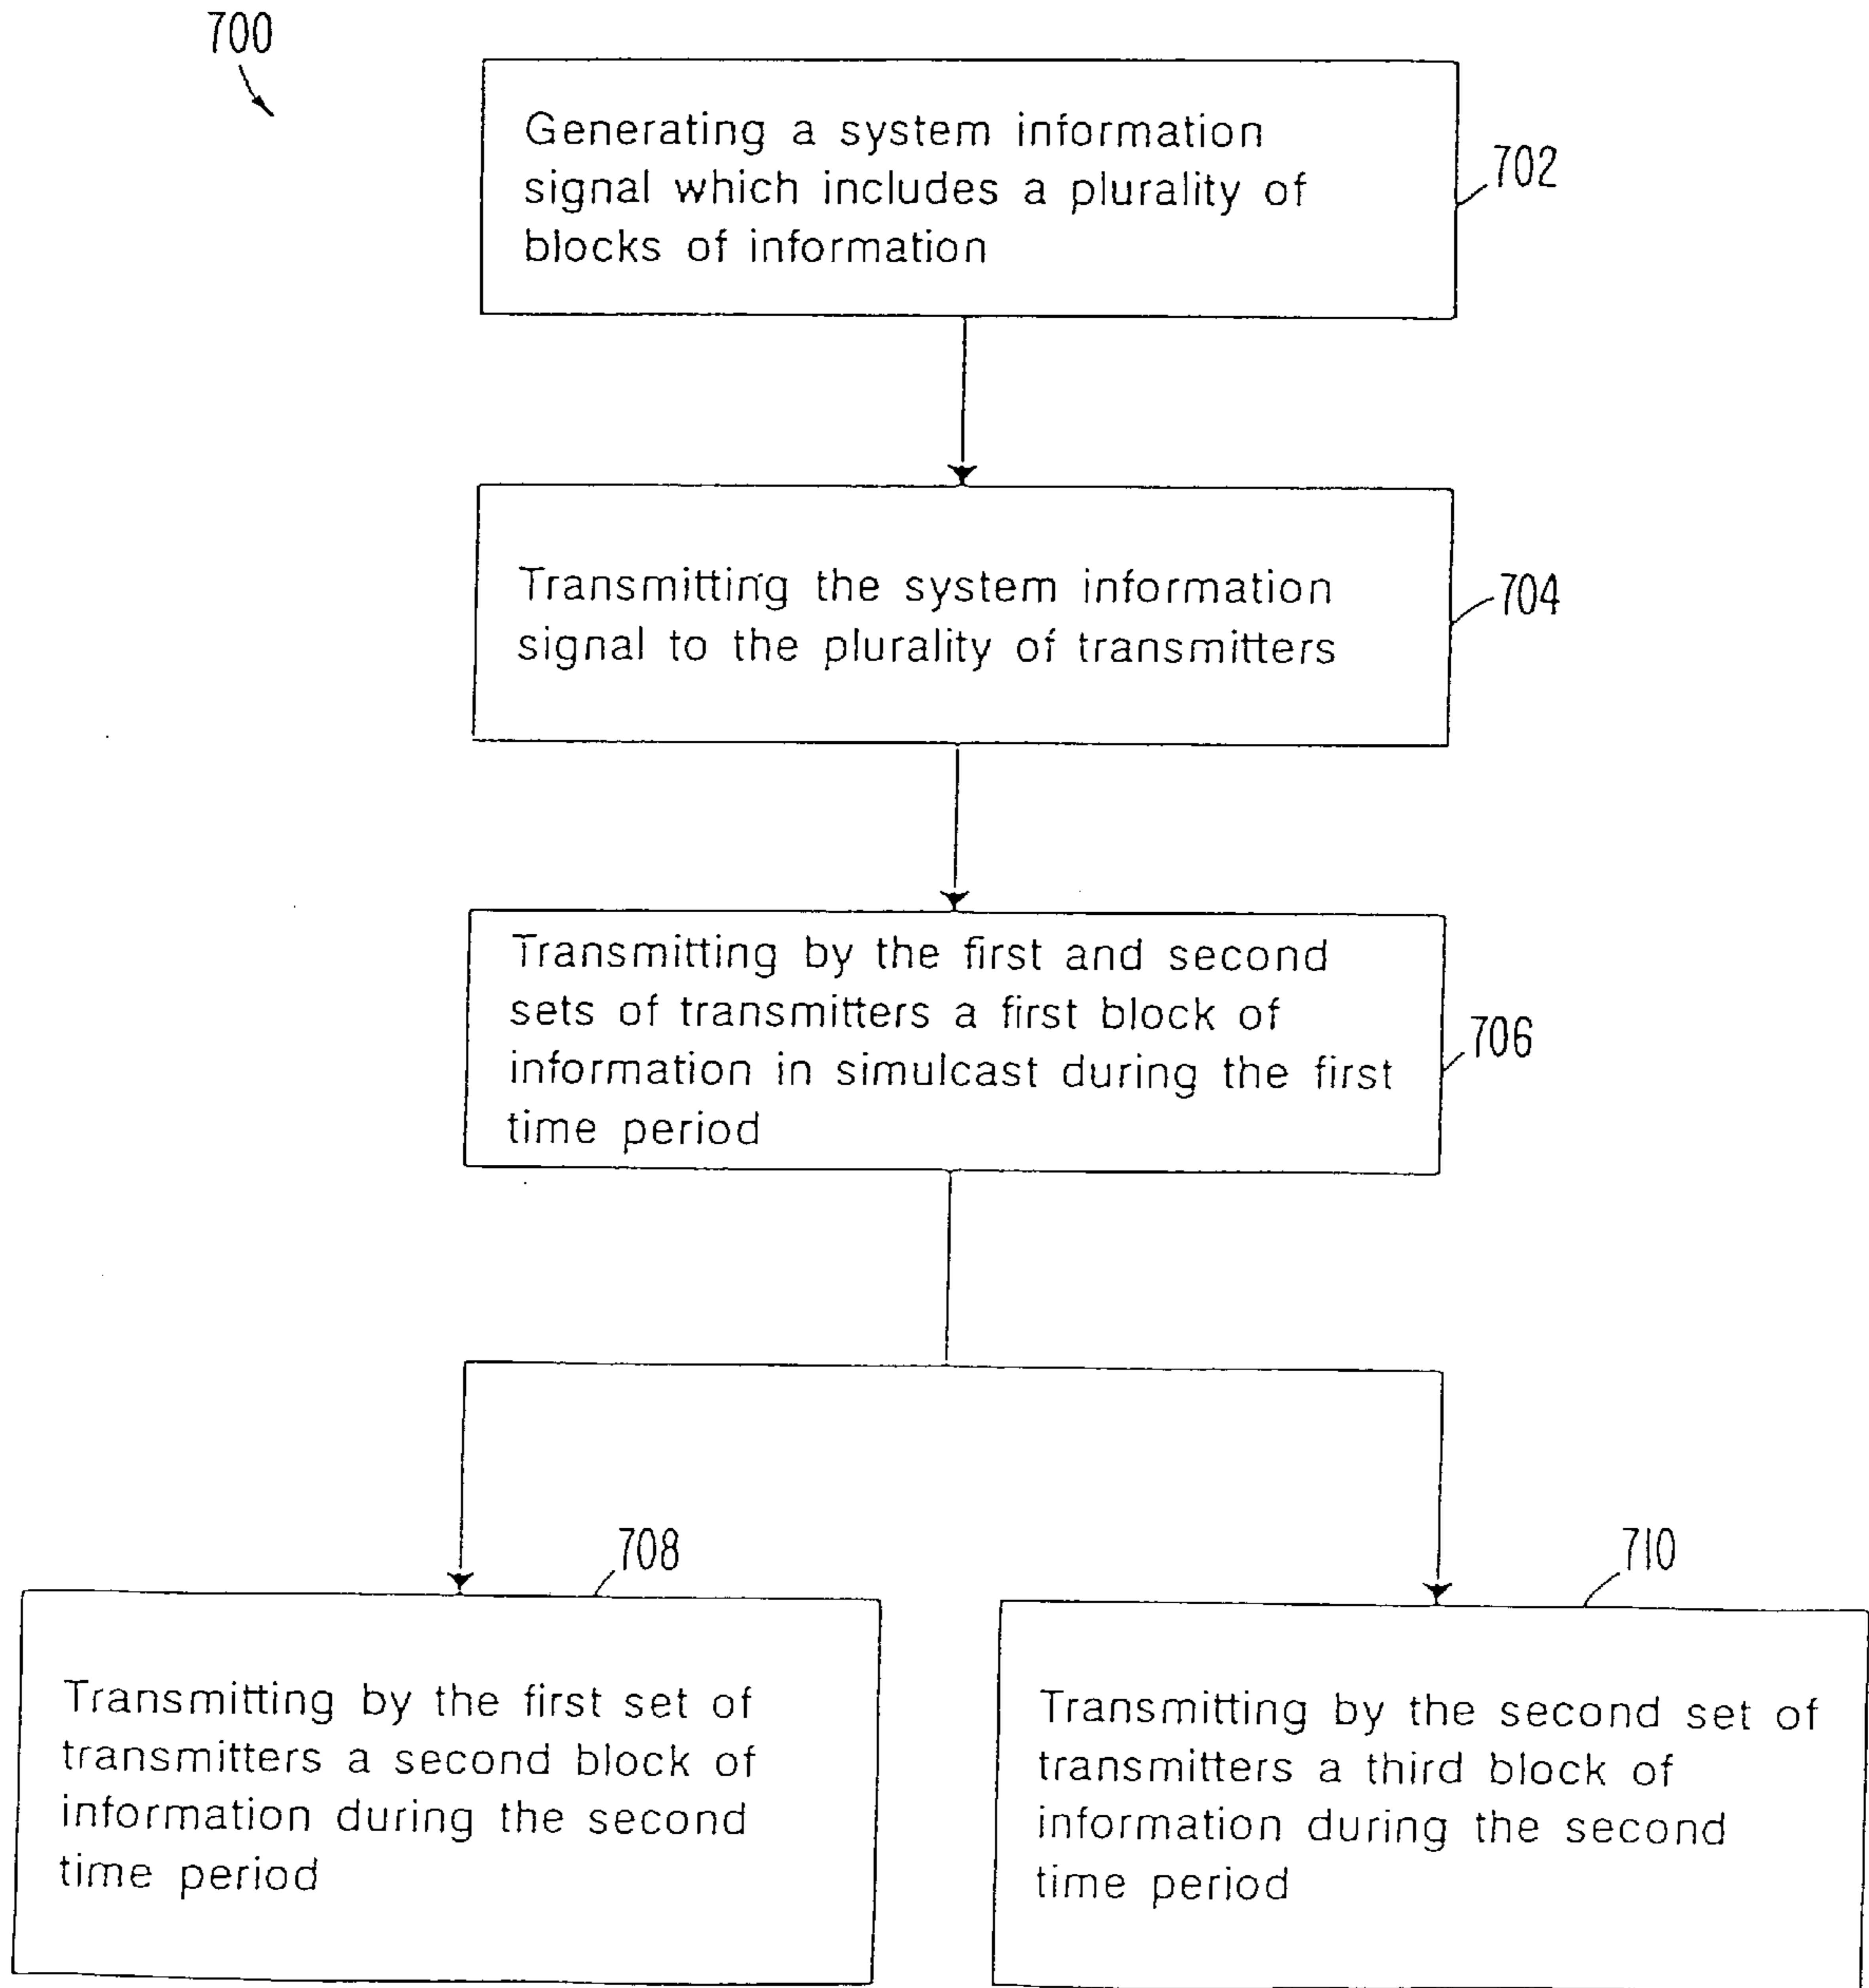 700
Generating a system information
signal which includes a plurality of
blocks of information
702
Transmitting the system information
signal to the plurality of transmitters
704
Transmitting by the first and second
sets of transmitters a first block of
information in simulcast during the first
time period
706
708
Transmitting by the first set of
transmitters a second block of
information during the second
time period
710
Transmitting by the second set of
transmitters a third block of
information during the second
time period